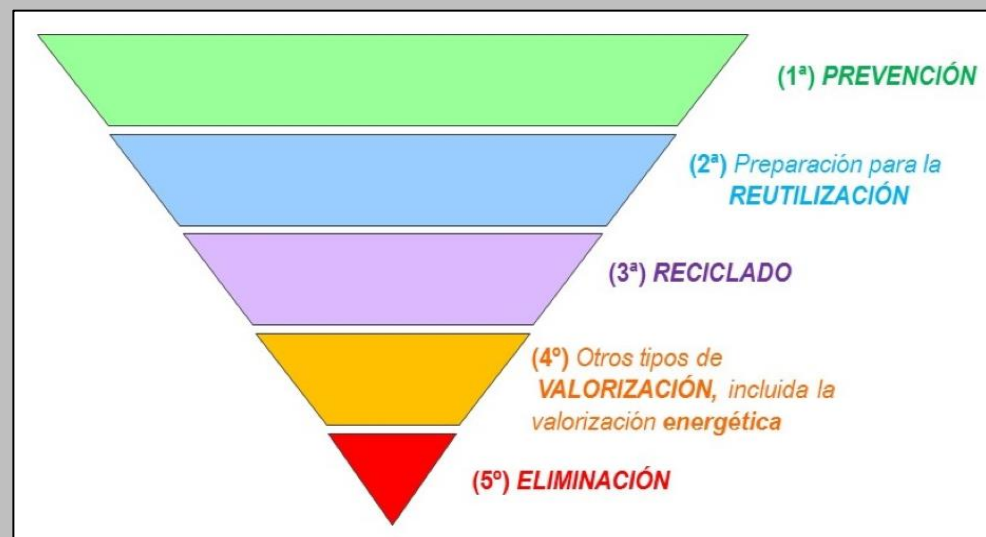 (1ª) PREVENCIÓN
(2ª) Preparación para la
REUTILIZACIÓN
(3ª) RECICLADO
(4º) Otros tipos de
VALORIZACIÓN, incluida la
valorización energética
(5º) ELIMINACIÓN